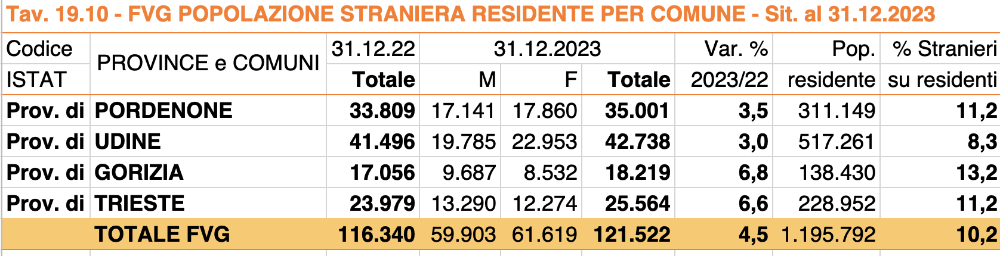 Tav. 19.10 - FVG POPOLAZIONE STRANIERA RESIDENTE PER COMUNE - Sit. al 31.12.2023
Codice ISTAT PROVINCE e COMUNI 31.12.22 31.12.2023 Var. % Pop. % Stranieri
Totale M F Totale 2023/22 residente su residenti
Prov. di PORDENONE 33.809 17.141 17.860 35.001 3,5 311.149 11,2
Prov. di UDINE 41.496 19.785 22.953 42.738 3,0 517.261 8,3
Prov. di GORIZIA 17.056 9.687 8.532 18.219 6,8 138.430 13,2
Prov. di TRIESTE 23.979 13.290 12.274 25.564 6,6 228.952 11,2
TOTALE FVG 116.340 59.903 61.619 121.522 4,5 1.195.792 10,2